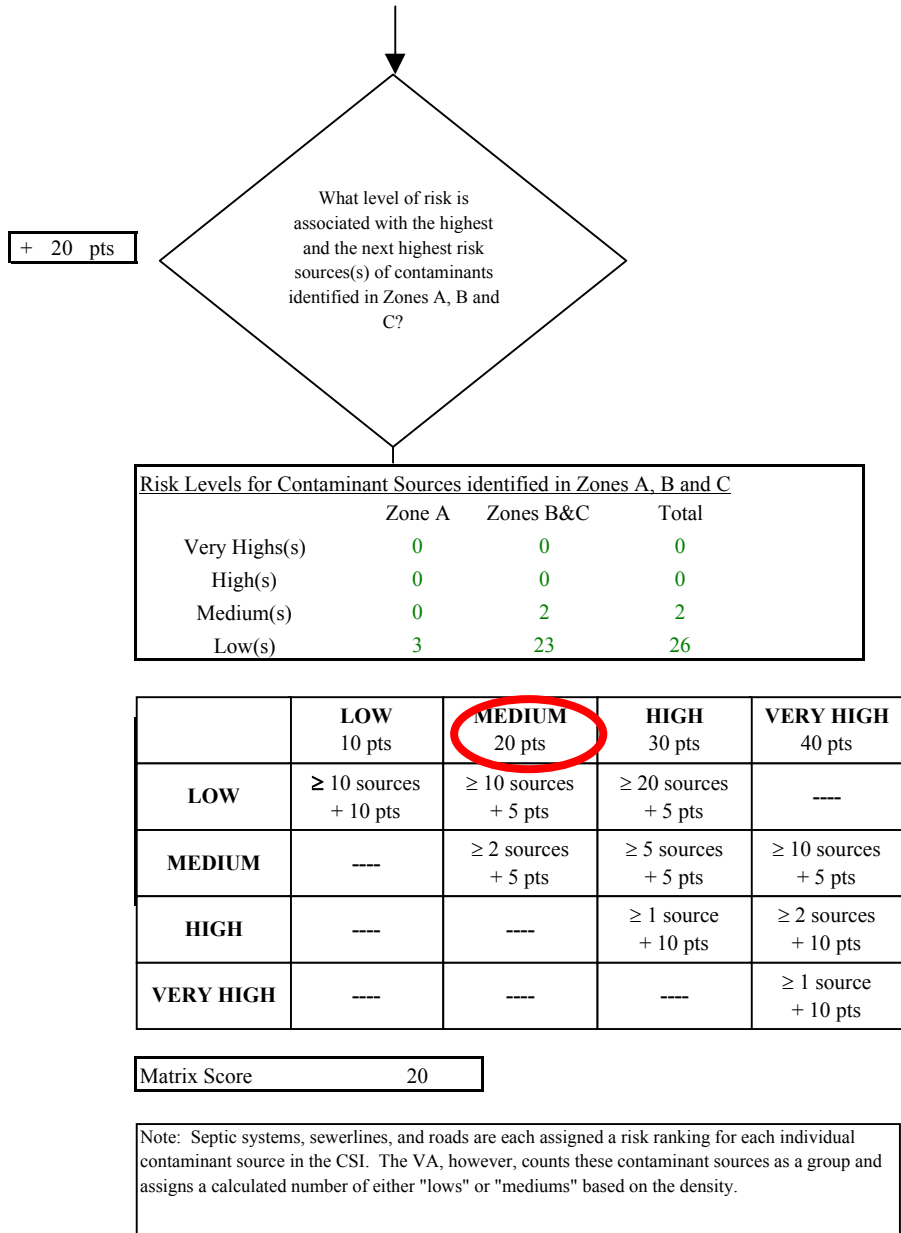 What level of risk is
associated with the highest
and the next highest risk
sources(s) of contaminants
identified in Zones A, B and
C?
+ 20 pts
Risk Levels for Contaminant Sources identified in Zones A, B and C
Zone A Zones B&C Total
Very Highs(s) 0 0 0
High(s) 0 0 0
Medium(s) 0 2 2
Low(s) 3 23 26
LOW MEDIUM HIGH VERY HIGH
10 pts 20 pts 30 pts 40 pts
LOW ≥ 10 sources ≥ 10 sources ≥ 20 sources ----
+ 10 pts + 5 pts + 5 pts
MEDIUM ---- ≥ 2 sources ≥ 5 sources ≥ 10 sources
+ 5 pts + 5 pts + 5 pts
HIGH ---- ---- ≥ 1 source ≥ 2 sources
+ 10 pts + 10 pts
VERY HIGH ---- ---- ---- ≥ 1 source
+ 10 pts
Matrix Score 20
Note: Septic systems, sewerlines, and roads are each assigned a risk ranking for each individual
contaminant source in the CSI. The VA, however, counts these contaminant sources as a group and
assigns a calculated number of either "lows" or "mediums" based on the density.